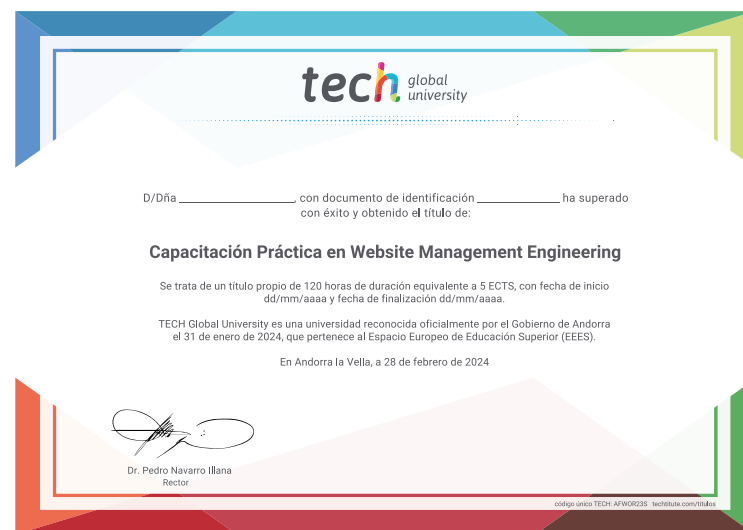 tech global university
D/Dña ____________________, con documento de identificación ______________ ha superado
con éxito y obtenido el título de:
Capacitación Práctica en Website Management Engineering
Se trata de un título propio de 120 horas de duración equivalente a 5 ECTS, con fecha de inicio
dd/mm/aaaa y fecha de finalización dd/mm/aaaa.
TECH Global University es una universidad reconocida oficialmente por el Gobierno de Andorra
el 31 de enero de 2024, que pertenece al Espacio Europeo de Educación Superior (EEES).
En Andorra la Vella, a 28 de febrero de 2024
Dr. Pedro Navarro Illana
Rector
código único TECH: AFWOR23S techtitute.com/titulos